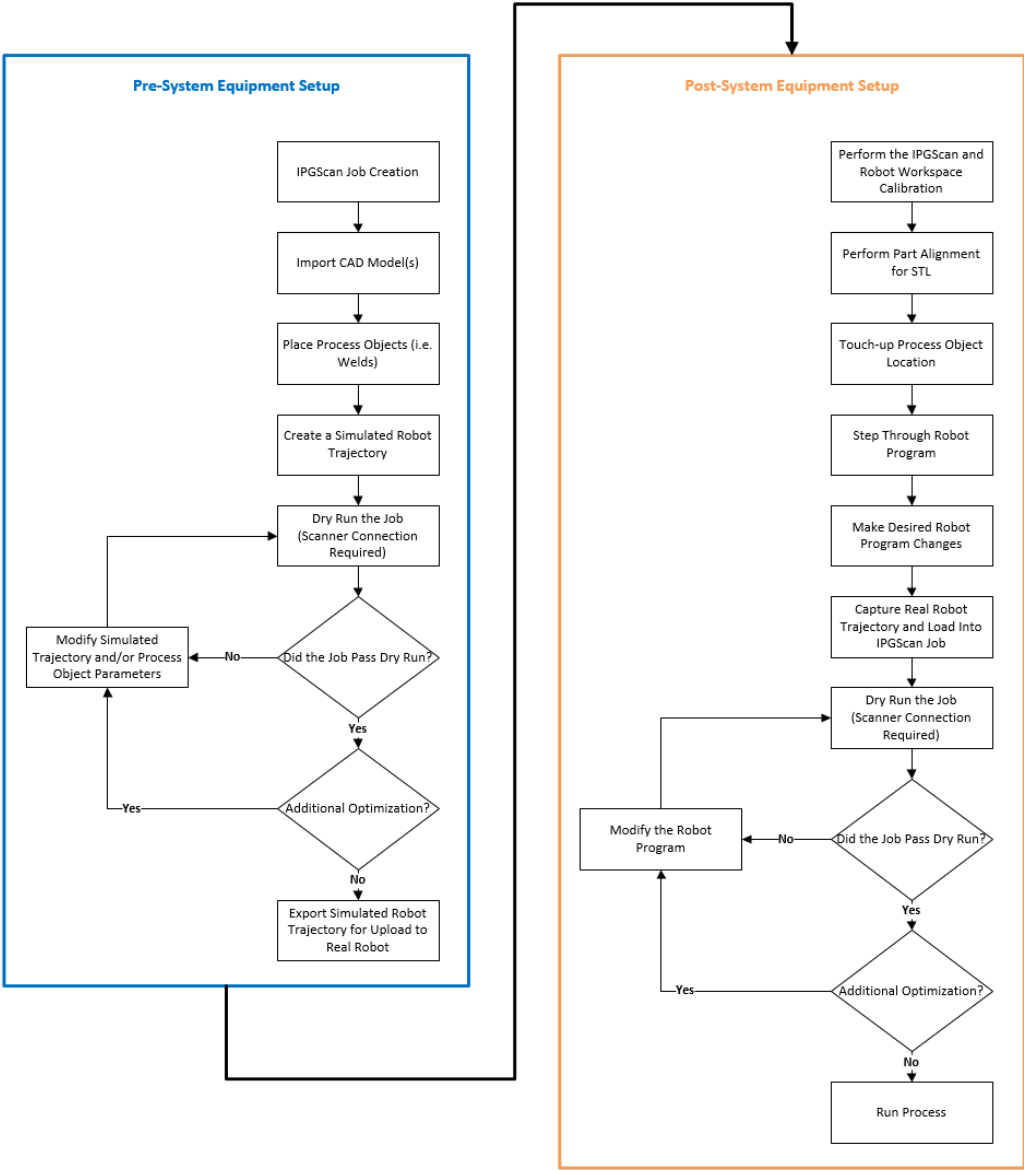 Pre-System Equipment Setup
IPGScan Job Creation
Import CAD Model(s)
Place Process Objects (i.e.
Welds)
Create a Simulated Robot
Trajectory
Dry Run the Job
(Scanner Connection
Required)
Modify Simulated
Trajectory and/or Process
Object Parameters
No
Did the Job Pass Dry Run?
Yes
Yes
Additional Optimization?
No
Export Simulated Robot
Trajectory for Upload to
Real Robot
Post-System Equipment Setup
Perform the IPGScan and
Robot Workspace
Calibration
Perform Part Alignment
for STL
Touch-up Process Object
Location
Step Through Robot
Program
Make Desired Robot
Program Changes
Capture Real Robot
Trajectory and Load Into
IPGScan Job
Dry Run the Job
(Scanner Connection
Required)
Modify the Robot
Program
No
Did the Job Pass Dry Run?
Yes
Yes
Additional Optimization?
No
Run Process